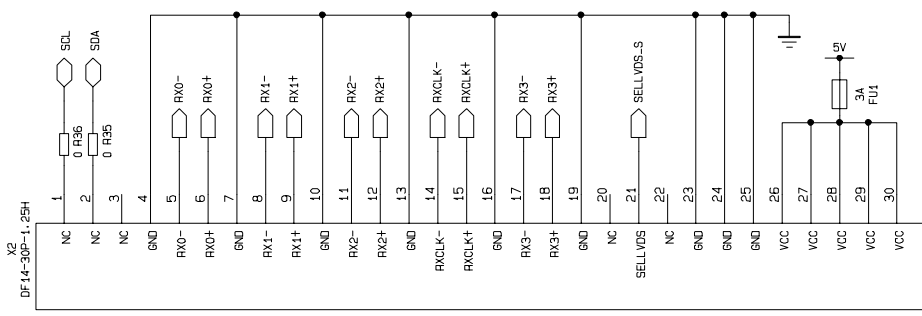 SCL
SDA
0 R36
0 R35
RX0-
RX0+
RX1-
RX1+
RX2-
RX2+
RXCLK-
RXCLK+
RX3-
RX3+
SELLVDS_S
5V
3A
FU1
1
2
3
4
5
6
7
8
9
10
11
12
13
14
15
16
17
18
19
20
21
22
23
24
25
26
27
28
29
30
X2
DF14-30P-1.25H
NC
NC
NC
GND
RX0-
RX0+
GND
RX1-
RX1+
GND
RX2-
RX2+
GND
RXCLK-
RXCLK+
GND
RX3-
RX3+
GND
NC
SELLVDS
NC
GND
GND
GND
VCC
VCC
VCC
VCC
VCC